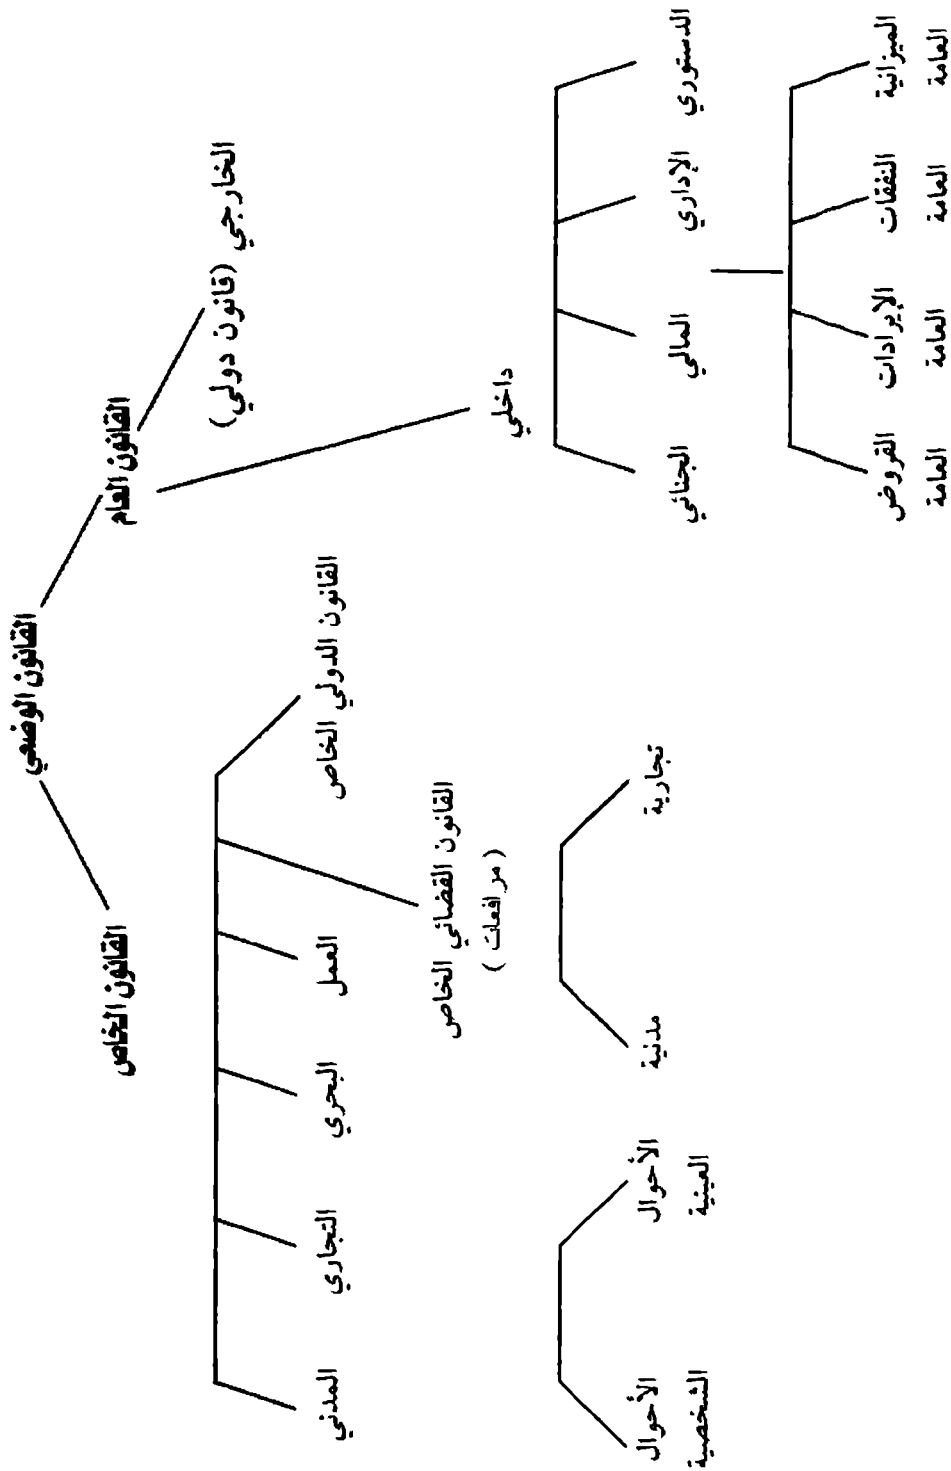 القانون الوضعي
القانون العام
القانون الخاص
الخارجي (قانون دولي)
داخلي
الدستوري
الإداري
المالي
الجنائي
الميزانية
العامة
النفقات
العامة
الإيرادات
العامة
القروض
العامة
القانون الدولي الخاص
القانون القضائي الخاص
(مرافعات)
العمل
البحري
التجاري
المدني
تجارية
مدنية
الأحوال
العينية
الأحوال
الشخصية